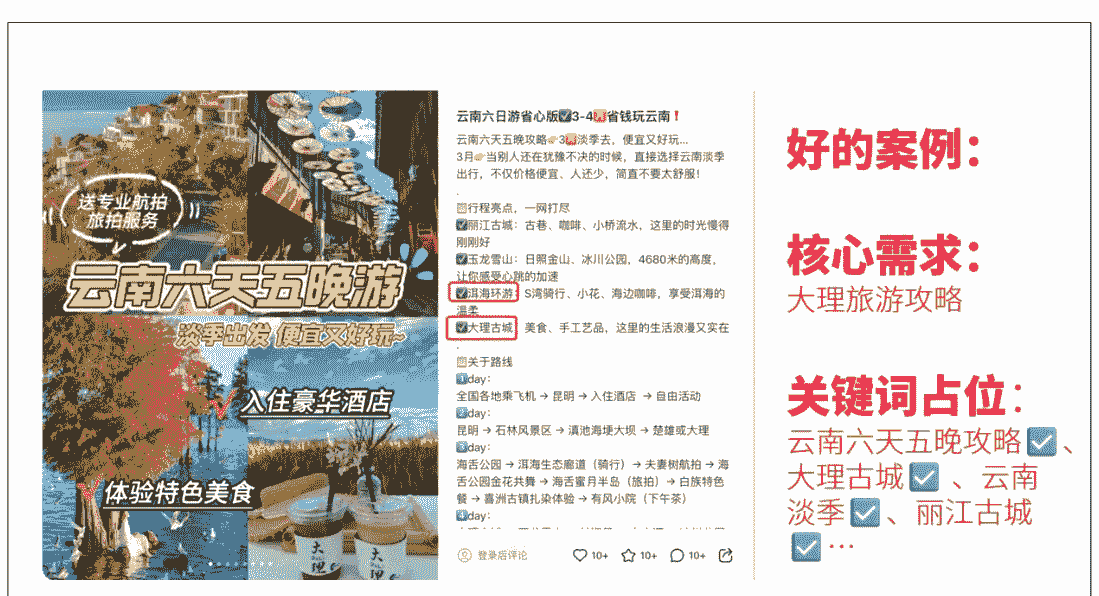 送专业航拍
旅拍服务
云南六天五晚游
淡季出发 便宜又好玩~
入住豪华酒店
体验特色美食
大
理
大
理
云南六日游省心版☑3-4月省钱玩云南❗
云南六天五晚攻略👉3月淡季去，便宜又好玩...
3月👉当别人还在犹豫不决的时候，直接选择云南淡季
出行，不仅价格便宜、人还少，简直不要太舒服！
.
行程亮点，一网打尽
☑丽江古城：古巷、咖啡、小桥流水，这里的时光慢得
刚刚好
☑玉龙雪山：日照金山、冰川公园，4680米的高度，
让你感受心跳的加速
☑洱海环游：S湾骑行、小花、海边咖啡，享受洱海的
温柔
☑大理古城：美食、手工艺品，这里的生活浪漫又实在
.
关于路线
1️⃣day：
全国各地乘飞机 → 昆明 → 入住酒店 → 自由活动
2️⃣day：
昆明 → 石林风景区 → 滇池海埂大坝 → 楚雄或大理
3️⃣day：
海舌公园 → 洱海生态廊道（骑行）→ 夫妻树航拍 → 海
舌公园金花共舞 → 海舌蜜月半岛（旅拍）→ 白族特色
餐 → 喜洲古镇扎染体验 → 有风小院（下午茶）
4️⃣day：
登录后评论
10+
10+
10+
好的案例：
核心需求：
大理旅游攻略
关键词占位：
云南六天五晚攻略☑、
大理古城☑、云南
淡季☑、丽江古城
☑…